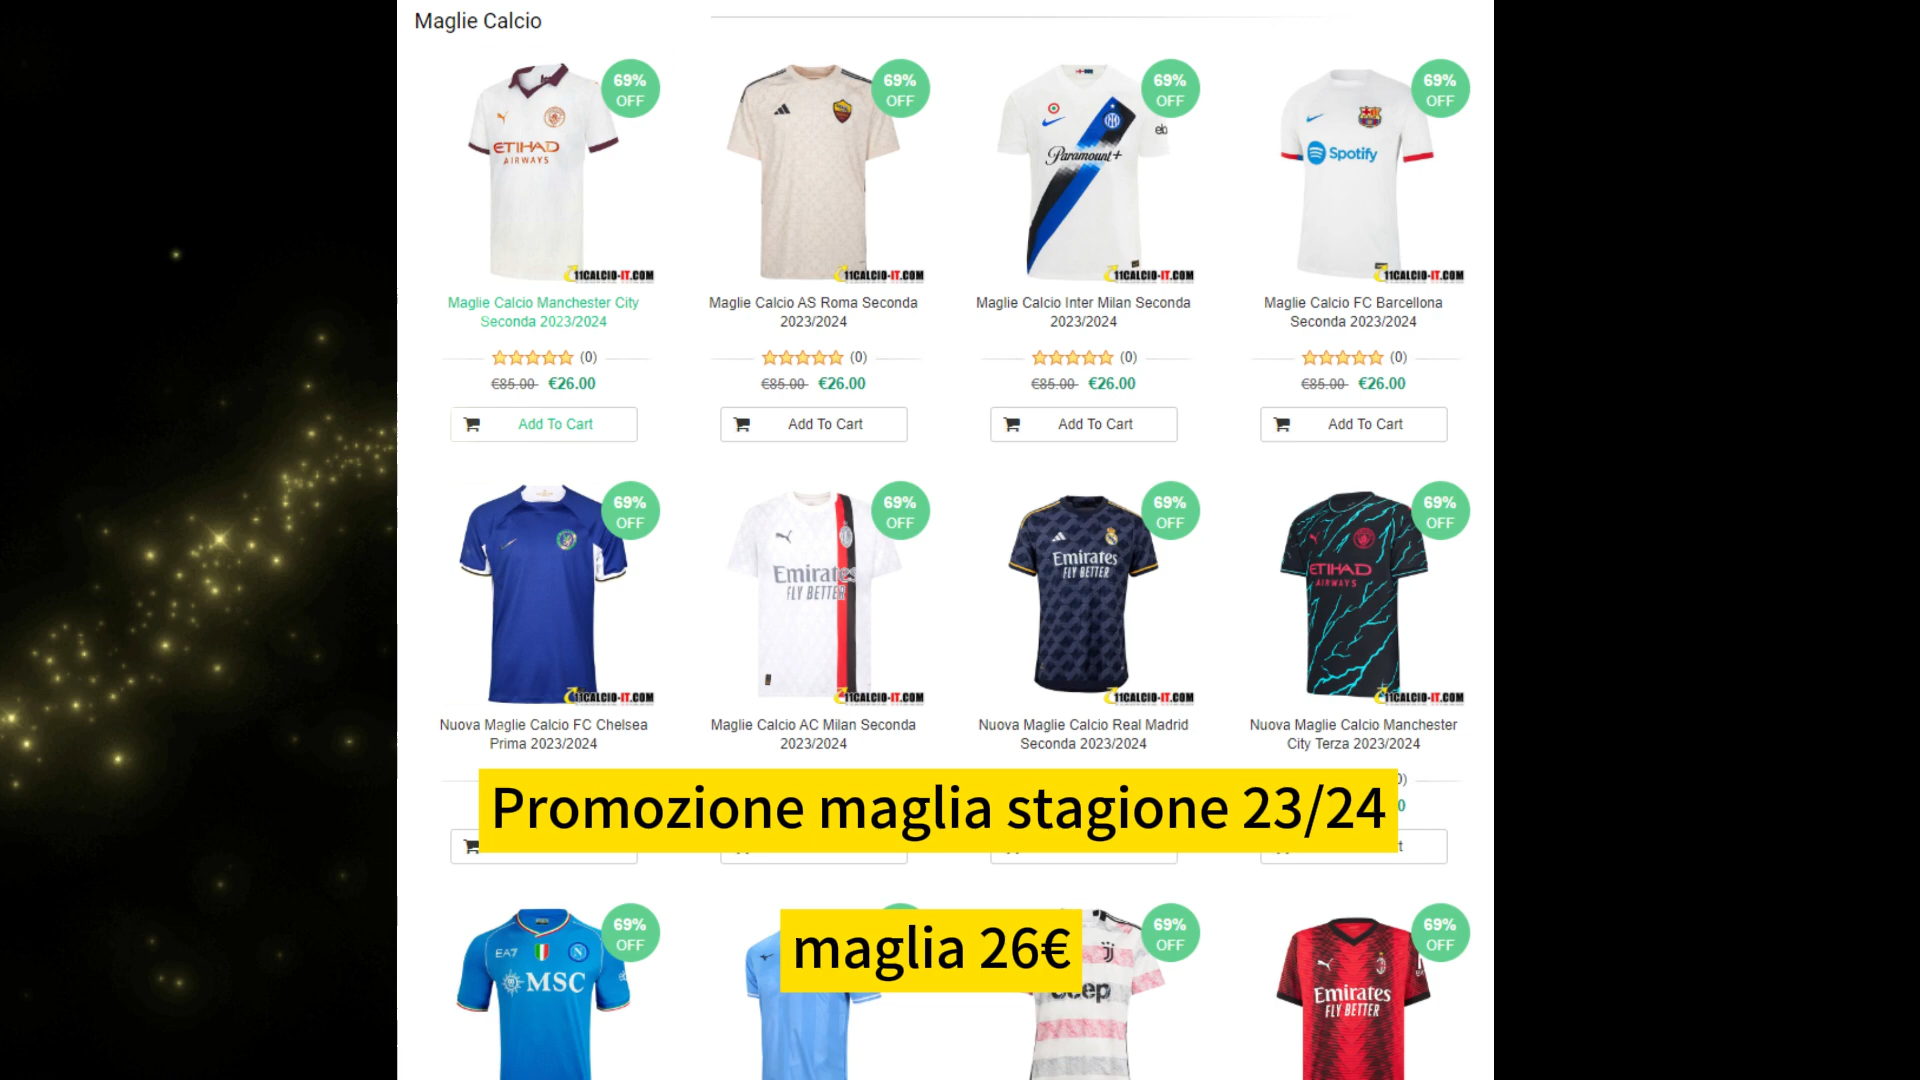 Maglie Calcio
69%
OFF
69%
OFF
69%
OFF
69%
OFF
ETIHAD
AIRWAYS
Paramount+
eb
Spotify
11CALCIO-IT.COM
11CALCIO-IT.COM
11CALCIO-IT.COM
11CALCIO-IT.COM
Maglie Calcio Manchester City
Seconda 2023/2024
Maglie Calcio AS Roma Seconda
2023/2024
Maglie Calcio Inter Milan Seconda
2023/2024
Maglie Calcio FC Barcellona
Seconda 2023/2024
(0)
(0)
(0)
(0)
€85.00 €26.00
€85.00 €26.00
€85.00 €26.00
€85.00 €26.00
Add To Cart
Add To Cart
Add To Cart
Add To Cart
69%
OFF
69%
OFF
69%
OFF
69%
OFF
Emirates
FLY BETTER
Emirates
FLY BETTER
ETIHAD
AIRWAYS
11CALCIO-IT.COM
11CALCIO-IT.COM
11CALCIO-IT.COM
11CALCIO-IT.COM
Nuova Maglie Calcio FC Chelsea
Prima 2023/2024
Maglie Calcio AC Milan Seconda
2023/2024
Nuova Maglie Calcio Real Madrid
Seconda 2023/2024
Nuova Maglie Calcio Manchester
City Terza 2023/2024
Promozione maglia stagione 23/24
69%
OFF
69%
OFF
69%
OFF
EA7
MSC
maglia 26€
Jeep
Emirates
FLY BETTER